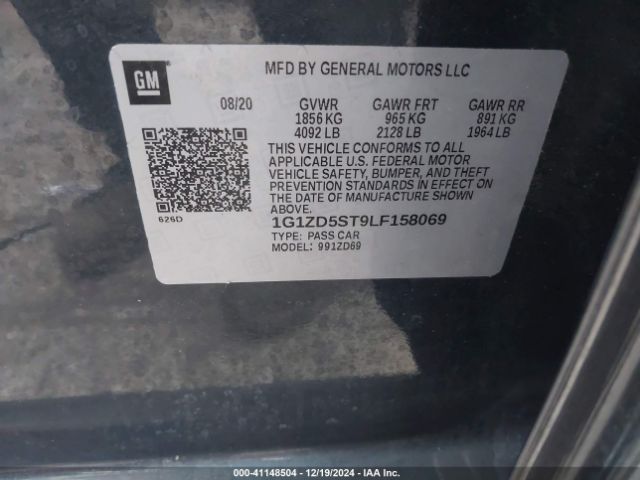 GM
MFD BY GENERAL MOTORS LLC
08/20 GVWR GAWR FRT GAWR RR
1856 KG 965 KG 891 KG
4092 LB 2128 LB 1964 LB
THIS VEHICLE CONFORMS TO ALL
APPLICABLE U.S. FEDERAL MOTOR
VEHICLE SAFETY, BUMPER, AND THEFT
PREVENTION STANDARDS IN EFFECT ON
THE DATE OF MANUFACTURE SHOWN
ABOVE.
626D
1G1ZD5ST9LF158069
TYPE: PASS CAR
MODEL: 991ZD69
000-41148504 - 12/19/2024 - IAA Inc.